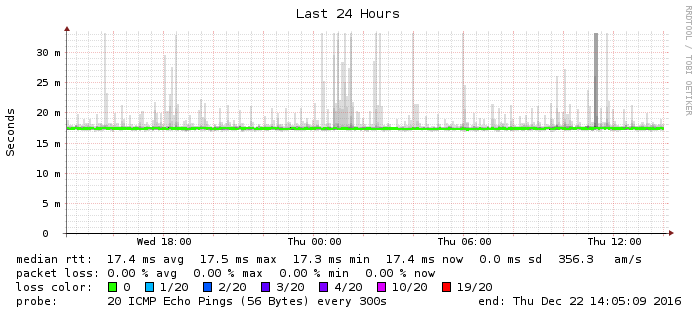 Last 24 Hours
RRDTOOL / TOBI OETIKER
Seconds
30 m
25 m
20 m
15 m
10 m
5 m
0
Wed 18:00 Thu 00:00 Thu 06:00 Thu 12:00
median rtt: 17.4 ms avg 17.5 ms max 17.3 ms min 17.4 ms now 0.0 ms sd 356.3 am/s
packet loss: 0.00 % avg 0.00 % max 0.00 % min 0.00 % now
loss color: 0 1/20 2/20 3/20 4/20 10/20 19/20
probe: 20 ICMP Echo Pings (56 Bytes) every 300s end: Thu Dec 22 14:05:09 2016